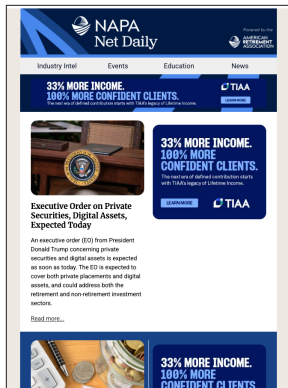 NAPA
Net Daily
Powered by the
AMERICAN
RETIREMENT
ASSOCIATION
Industry Intel Events Education News
33% MORE INCOME.
100% MORE CONFIDENT CLIENTS.
The next era of defined contribution starts with TIAA's legacy of Lifetime Income.
TIAA
LEARN MORE
Executive Order on Private
Securities, Digital Assets,
Expected Today
An executive order (EO) from President
Donald Trump concerning private
securities and digital assets is expected
as soon as today. The EO is expected to
cover both private placements and digital
assets, and could address both the
retirement and non-retirement investment
sectors.
Read more...
33% MORE INCOME.
100% MORE
CONFIDENT CLIENTS.
The next era of defined contribution starts
with TIAA's legacy of Lifetime Income.
LEARN MORE TIAA
33% MORE INCOME.
100% MORE
CONFIDENT CLIENTS.